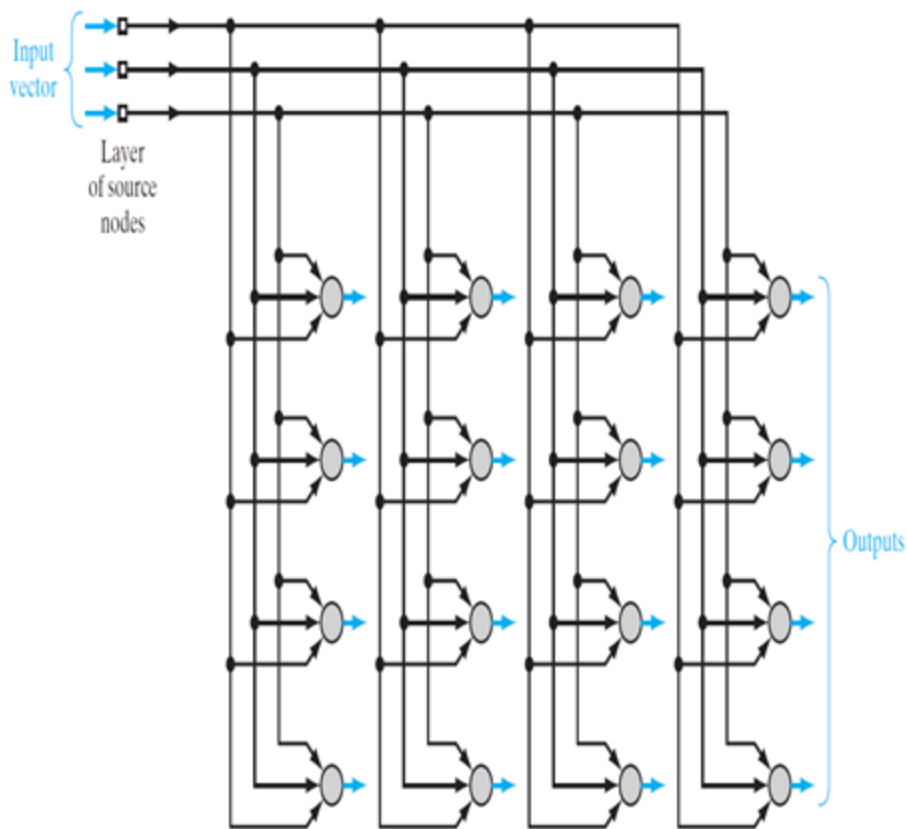 Input
vector
Layer
of source
nodes
Outputs